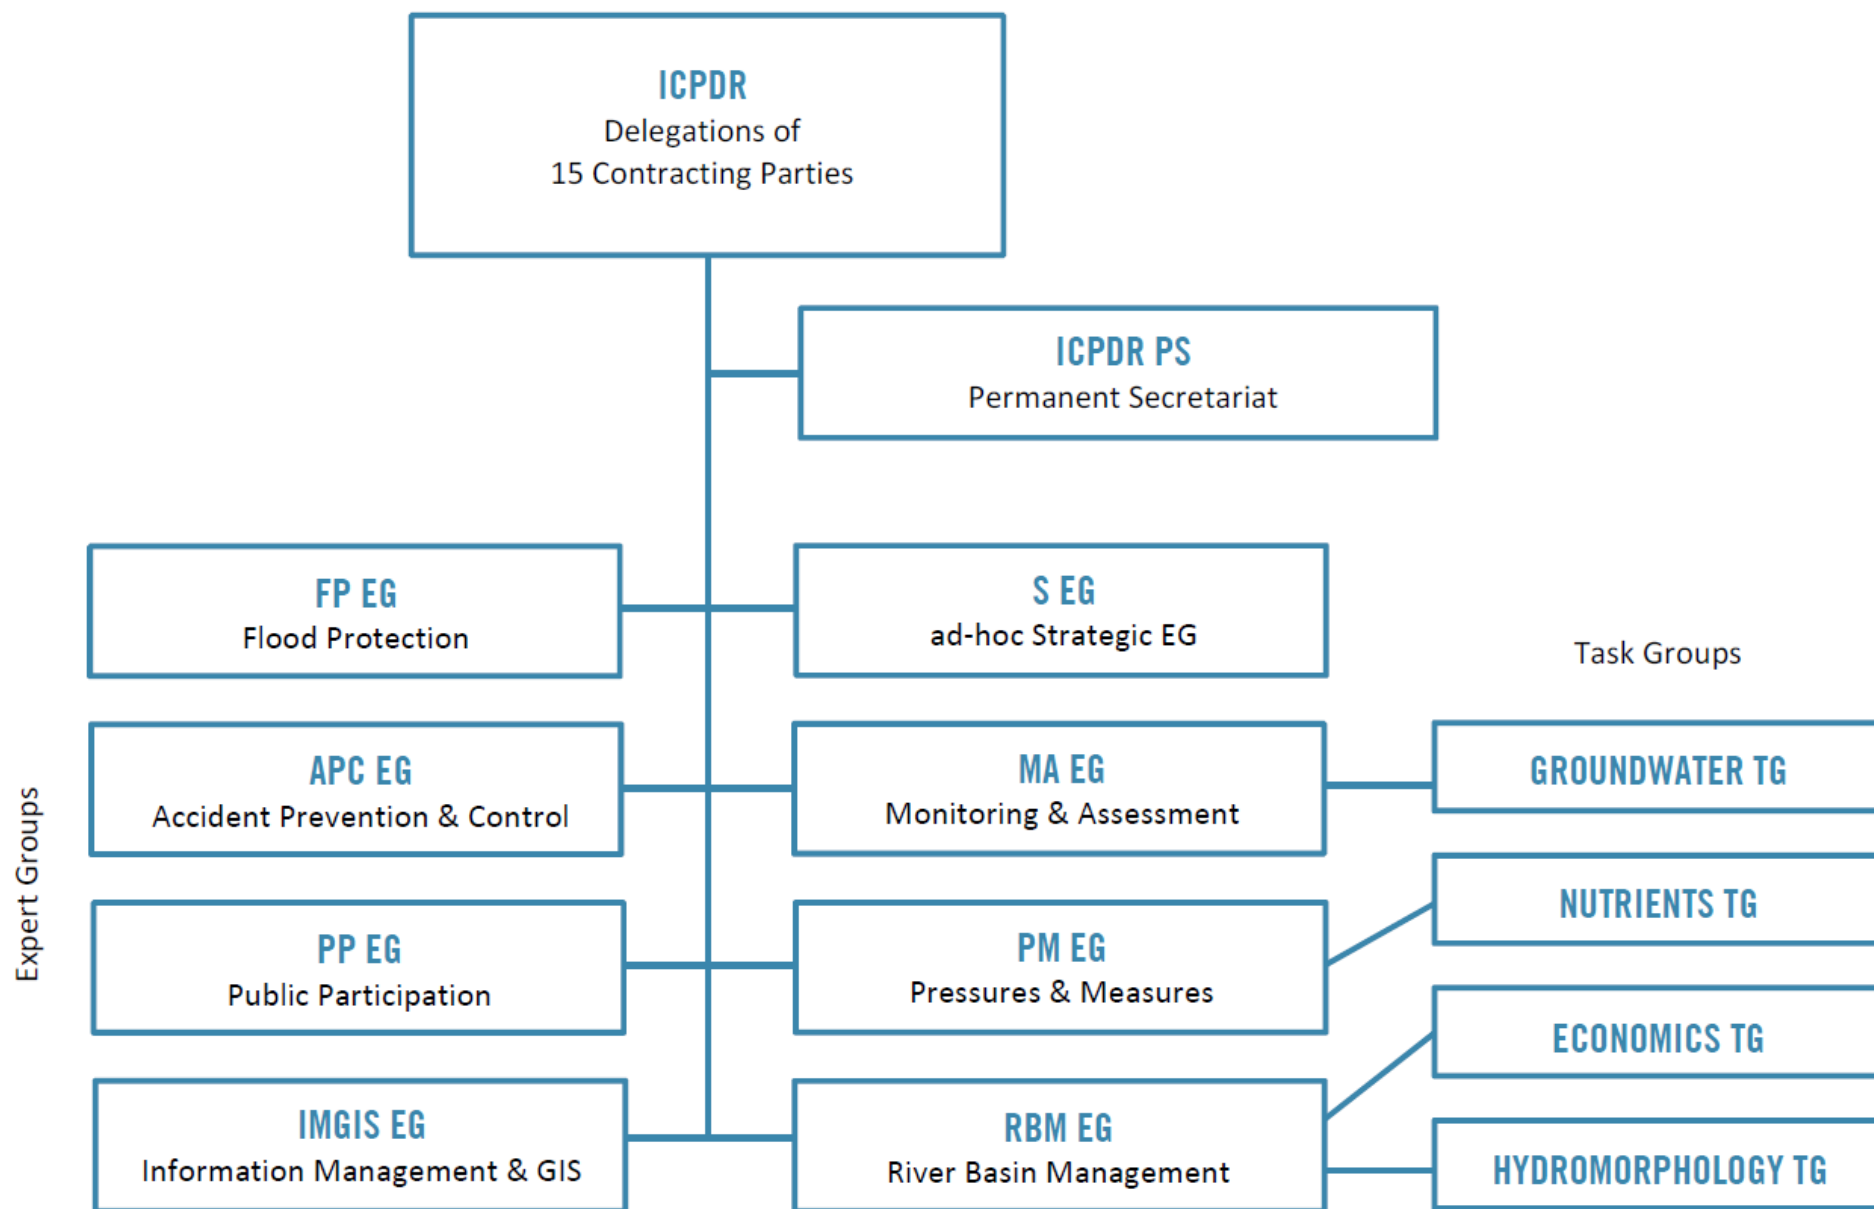 ICPDR
Delegations of
15 Contracting Parties
ICPDR PS
Permanent Secretariat
FP EG
Flood Protection
S EG
ad-hoc Strategic EG
Task Groups
Expert Groups
APC EG
Accident Prevention & Control
MA EG
Monitoring & Assessment
GROUNDWATER TG
PP EG
Public Participation
PM EG
Pressures & Measures
NUTRIENTS TG
ECONOMICS TG
IMGIS EG
Information Management & GIS
RBM EG
River Basin Management
HYDROMORPHOLOGY TG